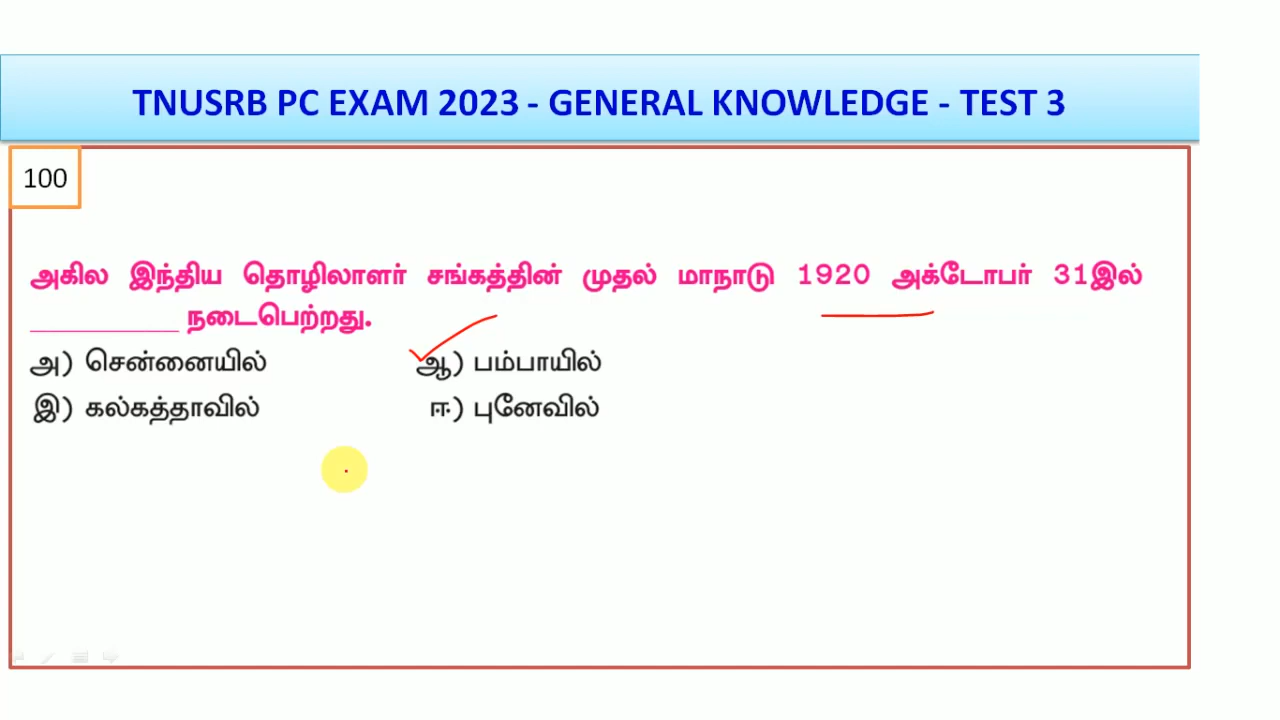 TNUSRB PC EXAM 2023 - GENERAL KNOWLEDGE - TEST 3
100
அகில இந்திய தொழிலாளர் சங்கத்தின் முதல் மாநாடு 1920 அக்டோபர் 31இல்
__________ நடைபெற்றது.
அ) சென்னையில் ஆ) பம்பாயில்
இ) கல்கத்தாவில் ஈ) புனேவில்